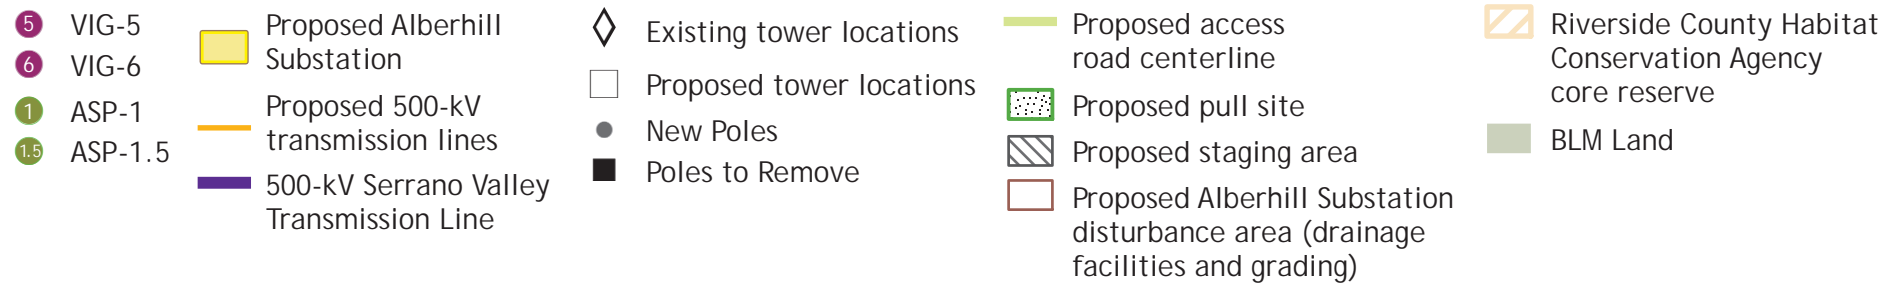 5 VIG-5
6 VIG-6
1 ASP-1
1.5 ASP-1.5
Proposed Alberhill
Substation
Proposed 500-kV
transmission lines
500-kV Serrano Valley
Transmission Line
Existing tower locations
Proposed tower locations
New Poles
Poles to Remove
Proposed access
road centerline
Proposed pull site
Proposed staging area
Proposed Alberhill Substation
disturbance area (drainage
facilities and grading)
Riverside County Habitat
Conservation Agency
core reserve
BLM Land